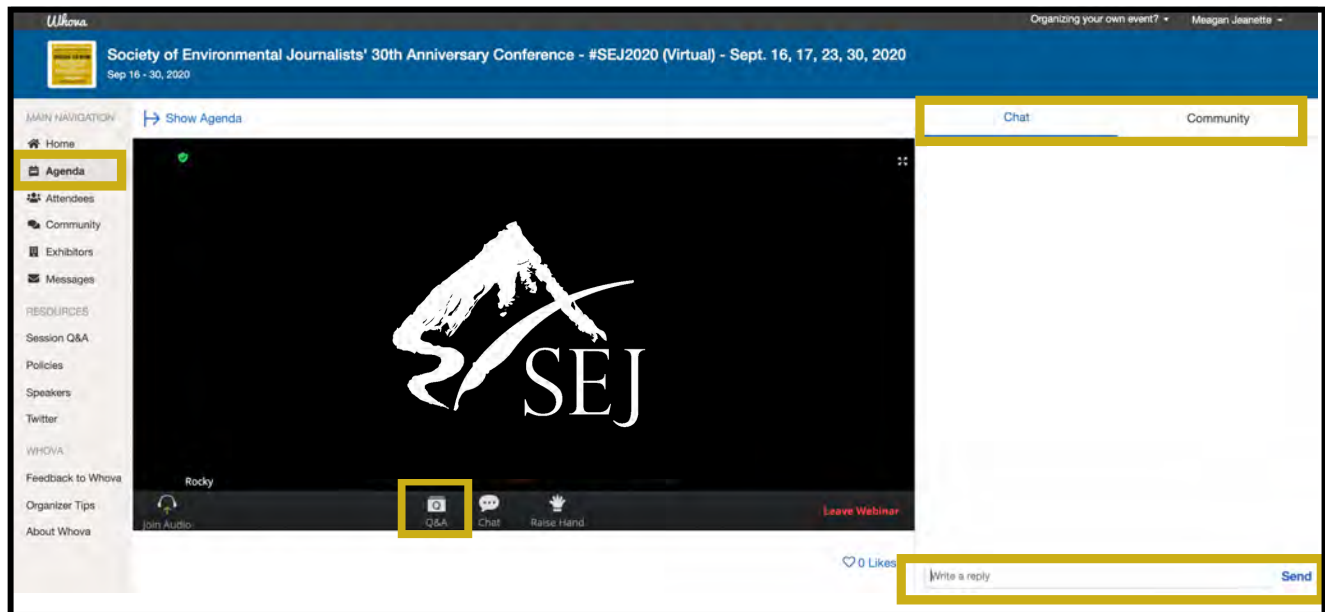 Whova
Organizing your own event?
Meagan Jeanette
Society of Environmental Journalists' 30th Anniversary Conference - #SEJ2020 (Virtual) - Sept. 16, 17, 23, 30, 2020
Sep 16 - 30, 2020
MAIN NAVIGATION
Home
Agenda
Attendees
Community
Exhibitors
Messages
RESOURCES
Session Q&A
Policies
Speakers
Twitter
WHOVA
Feedback to Whova
Organizer Tips
About Whova
Show Agenda
SEJ
Rocky
Join Audio
Q&A
Chat
Raise Hand
Leave Webinar
0 Likes
Chat
Community
Write a reply
Send